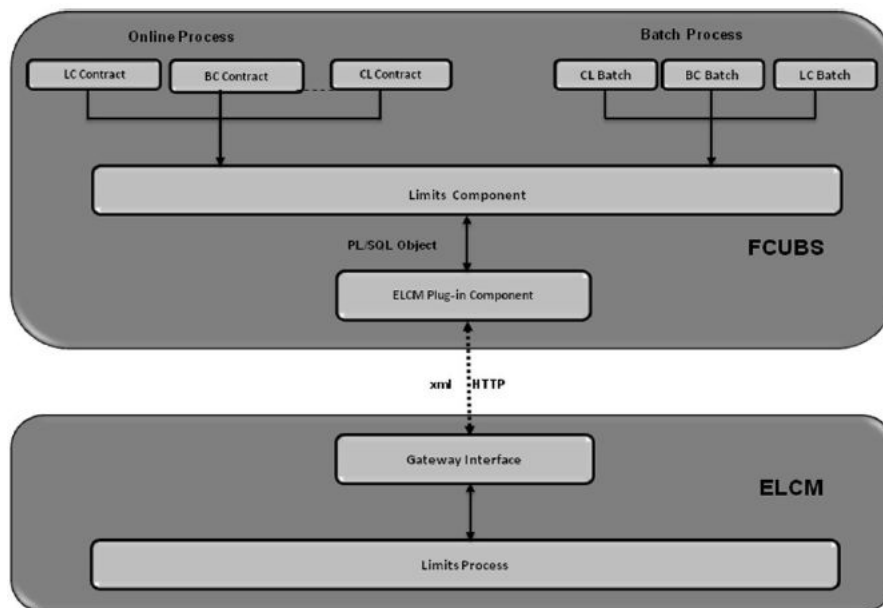 Online Process
Batch Process
LC Contract
BC Contract
CL Contract
CL Batch
BC Batch
LC Batch
Limits Component
PL/SQL Object
FCUBS
ELCM Plug-in Component
xml
HTTP
Gateway Interface
ELCM
Limits Process